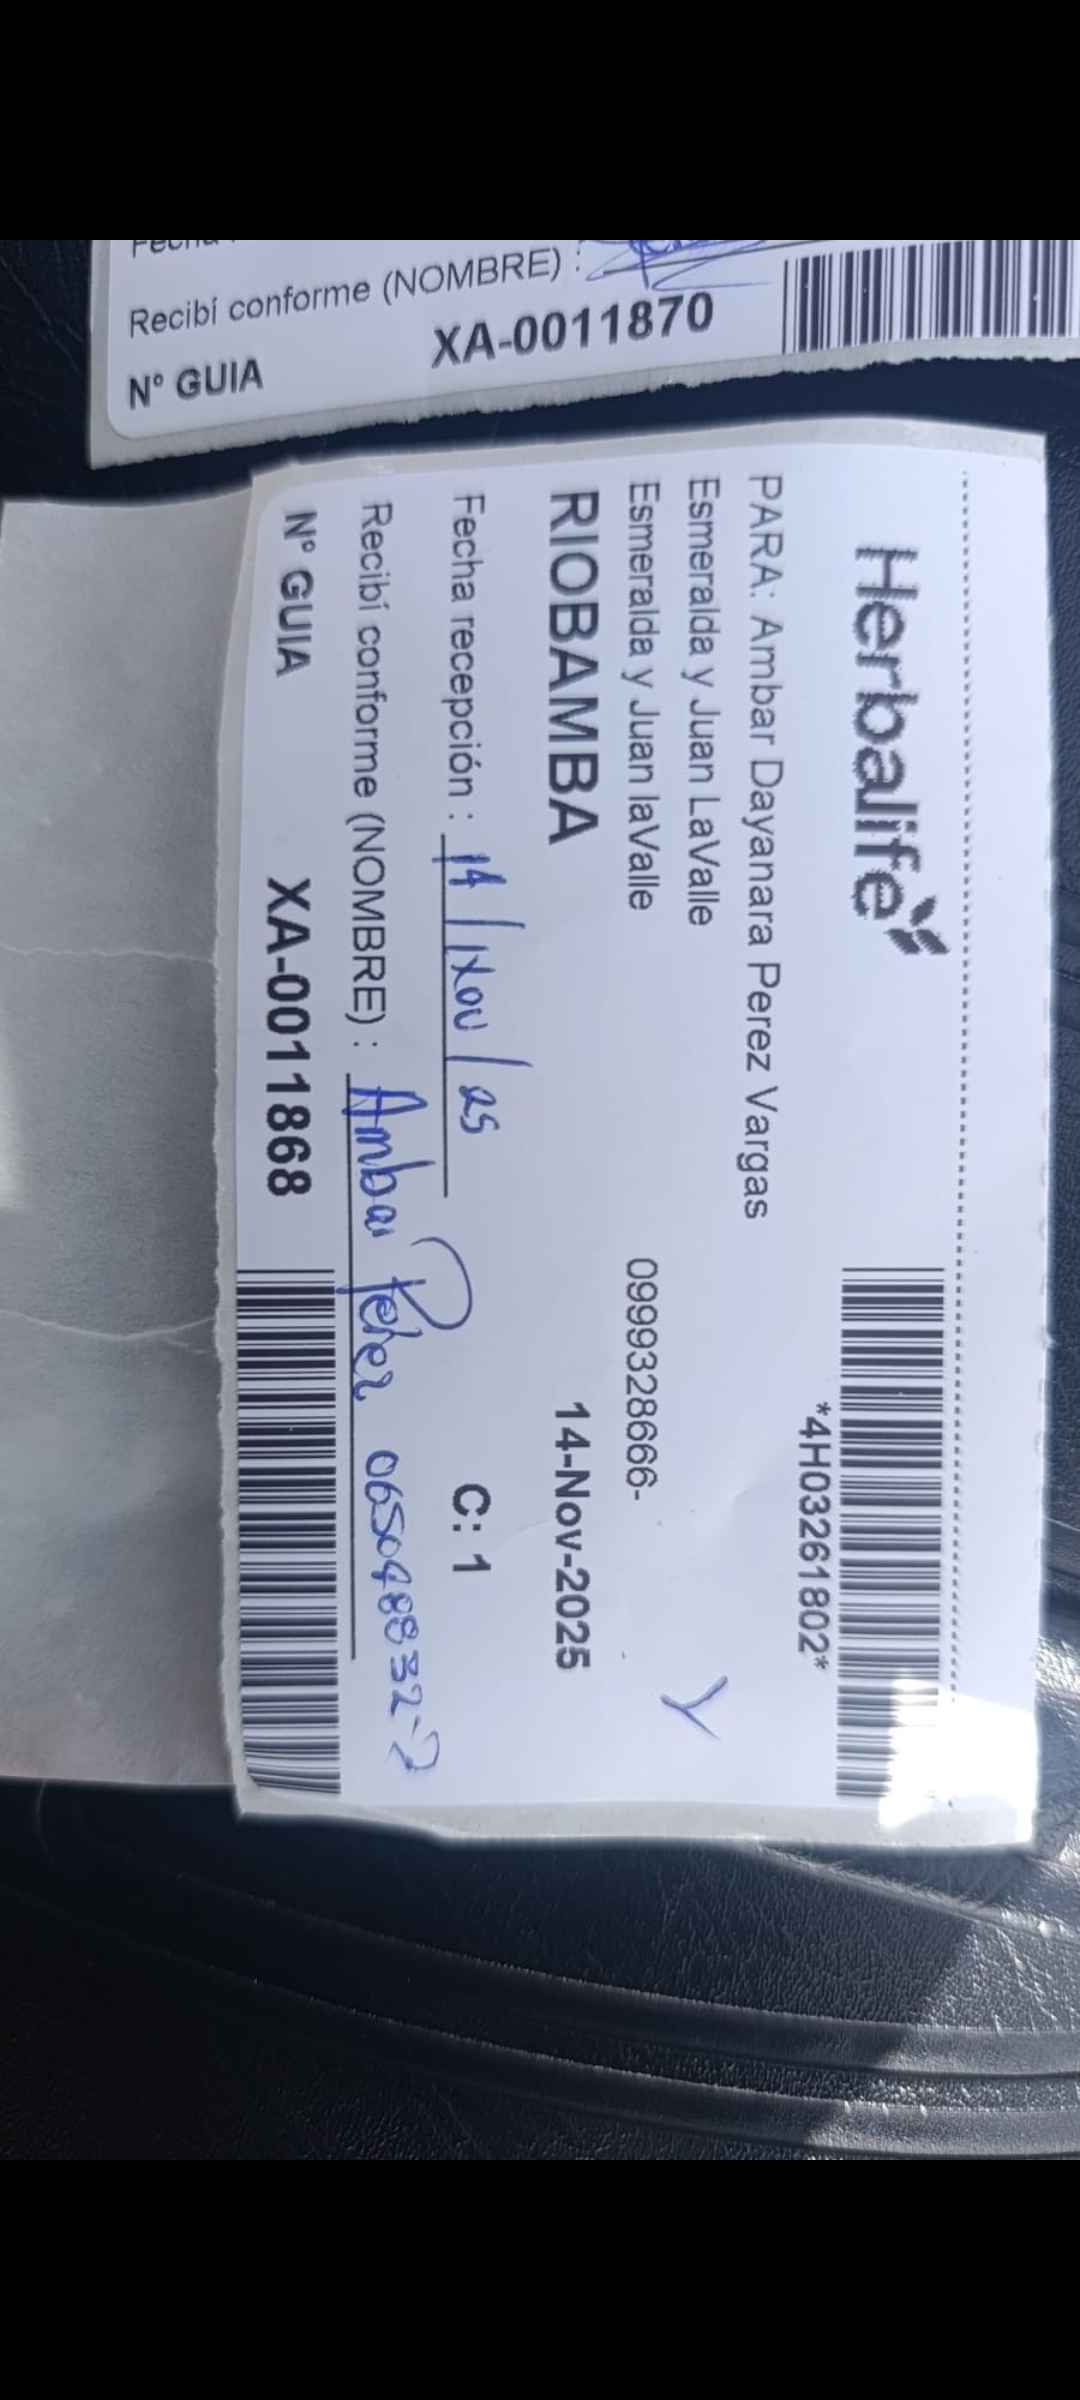 Recibí conforme (NOMBRE) :
Nº GUIA XA-0011870
Herbalife
*4H03261802*
PARA: Ambar Dayanara Perez Vargas
Esmeralda y Juan LaValle
Esmeralda y Juan laValle 0999328666-
RIOBAMBA 14-Nov-2025
Fecha recepción : 14 / Nov / 25 C: 1
Recibí conforme (NOMBRE) : Ambar Perez 065048832-2
Nº GUIA XA-0011868